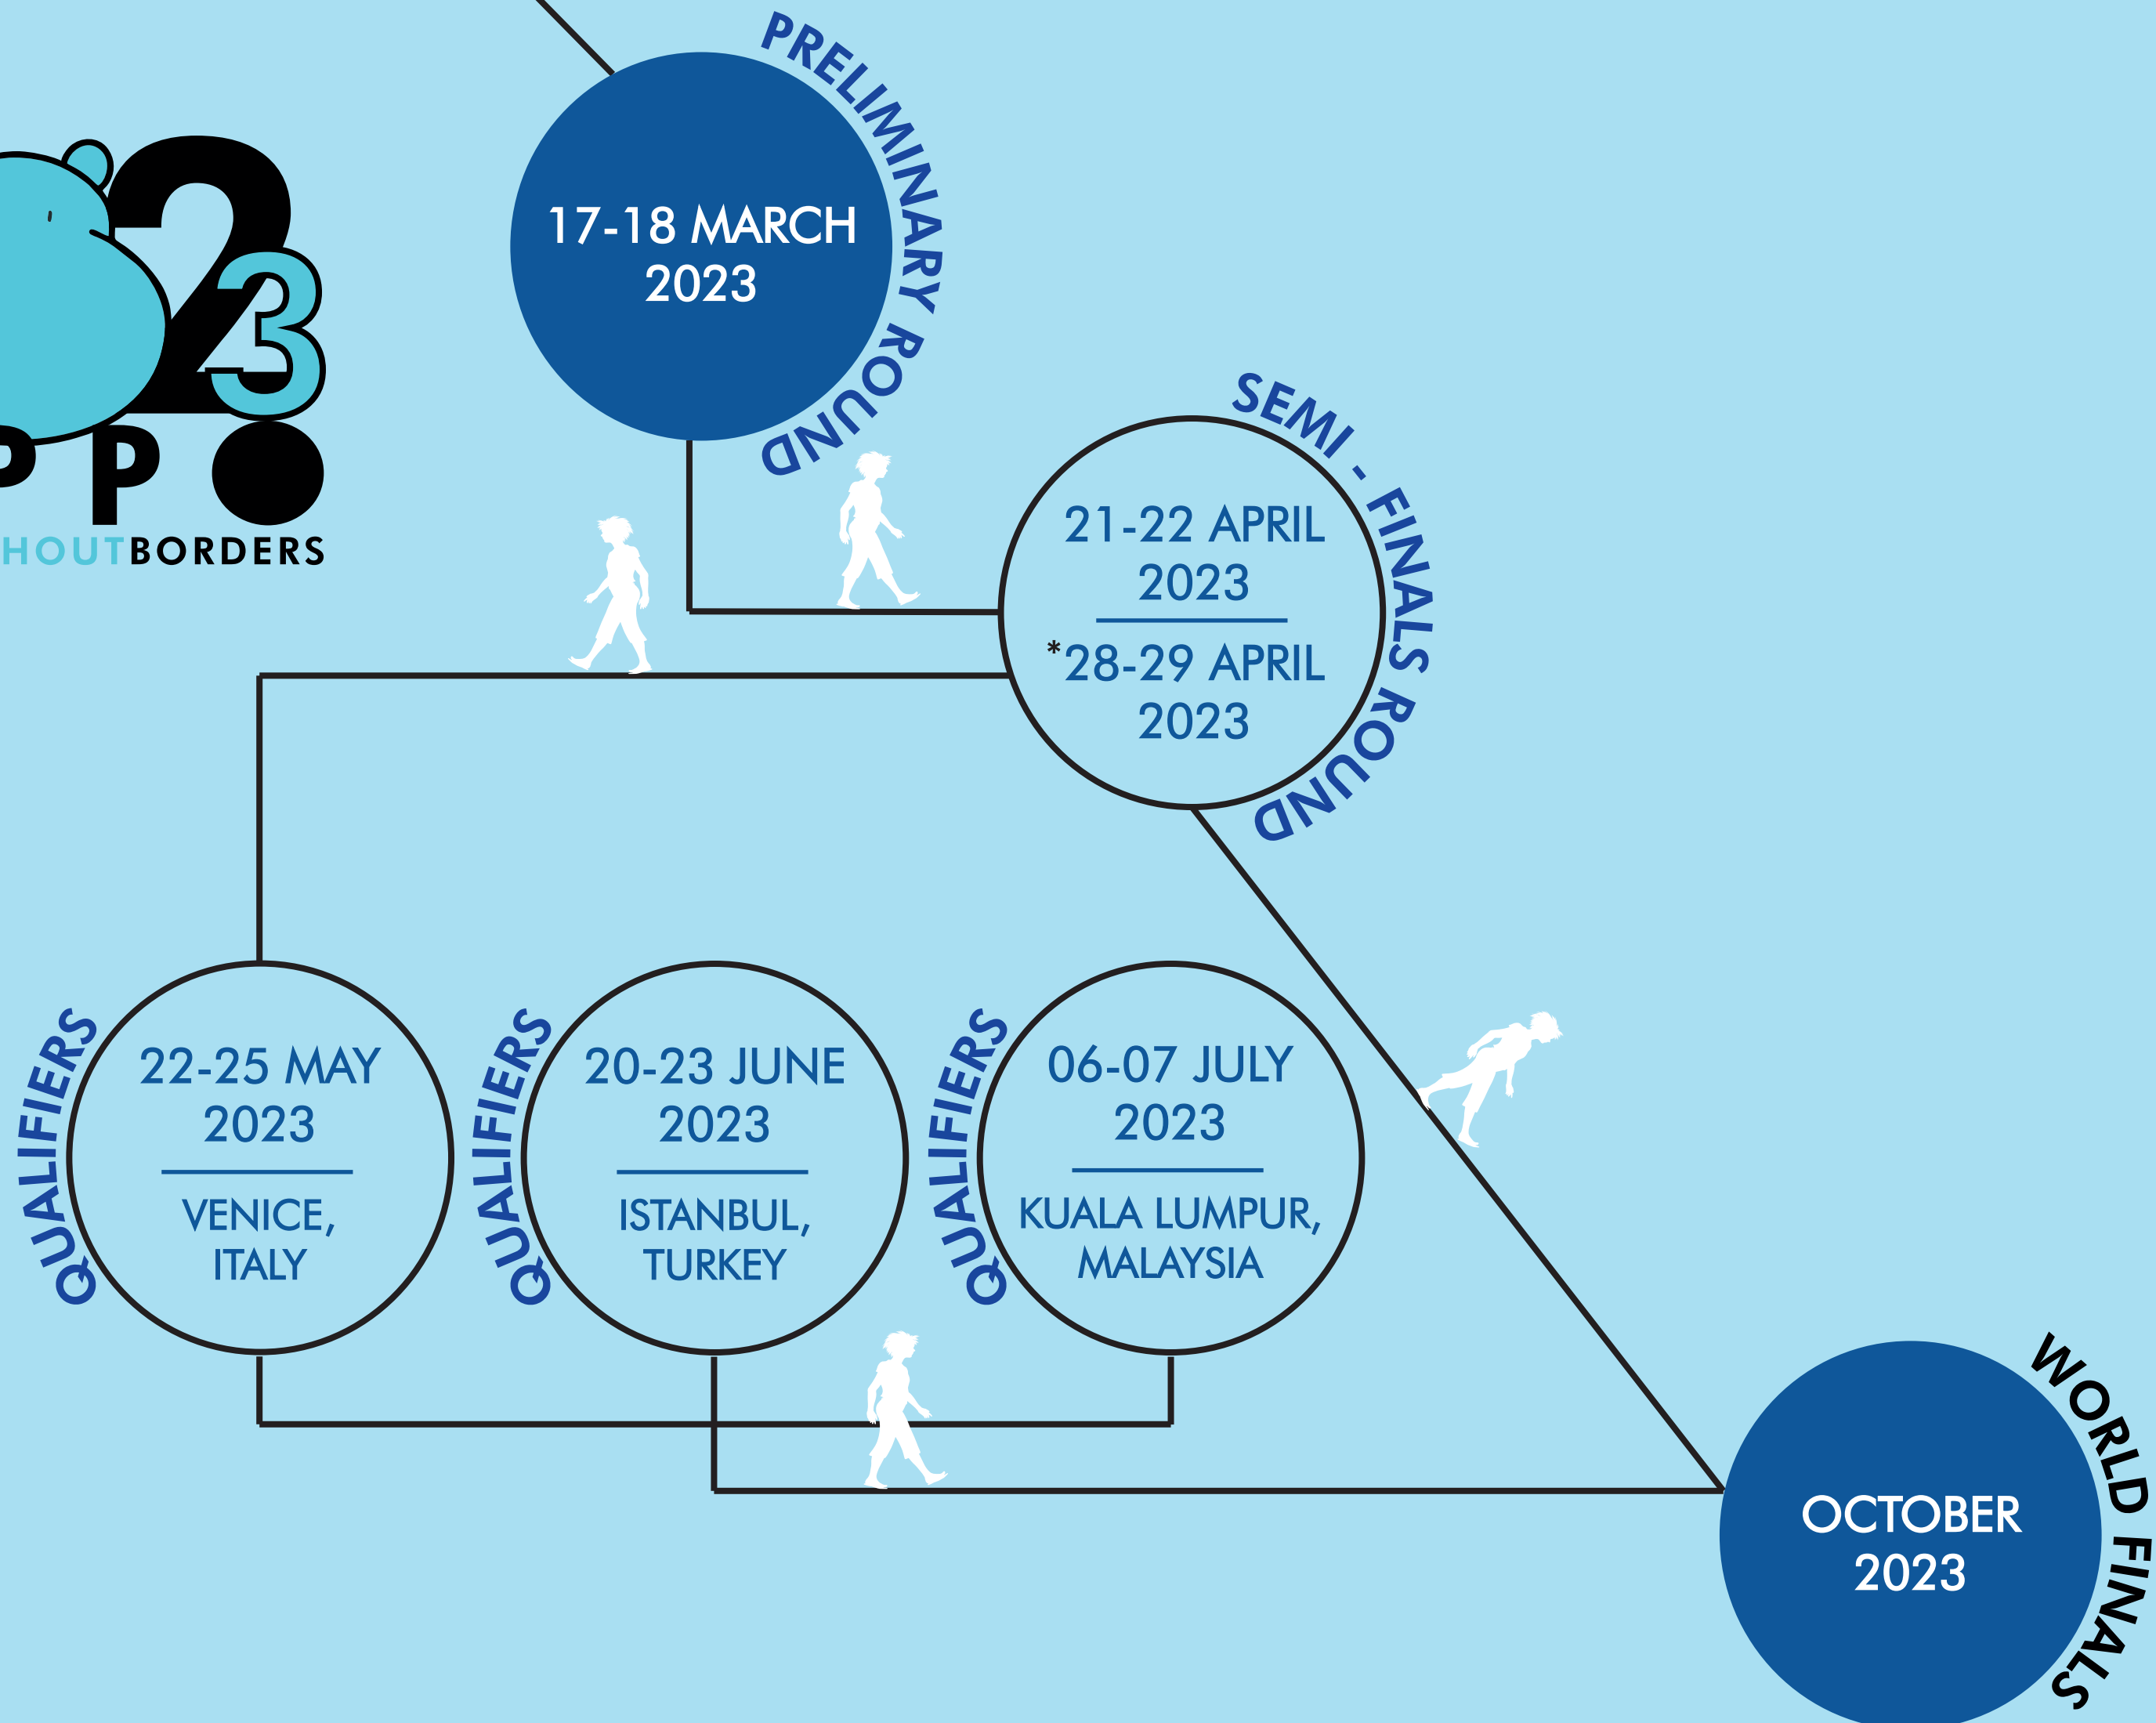 PRELIMINARY ROUND
17-18 MARCH
2023
23
PP
HOUTBORDERS
SEMI - FINALS ROUND
21-22 APRIL
2023
*28-29 APRIL
2023
QUALIFIERS
22-25 MAY
2023
VENICE,
ITALY
QUALIFIERS
20-23 JUNE
2023
ISTANBUL,
TURKEY
QUALIFIERS
06-07 JULY
2023
KUALA LUMPUR,
MALAYSIA
WORLD FINALS
OCTOBER
2023